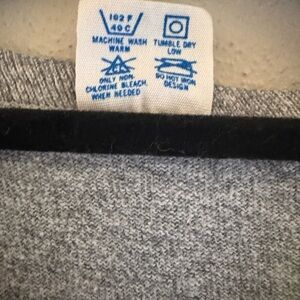 102 F
40 C
MACHINE WASH
WARM
TUMBLE DRY
LOW
ONLY NON
CHLORINE BLEACH
WHEN NEEDED
DO NOT IRON
DESIGN